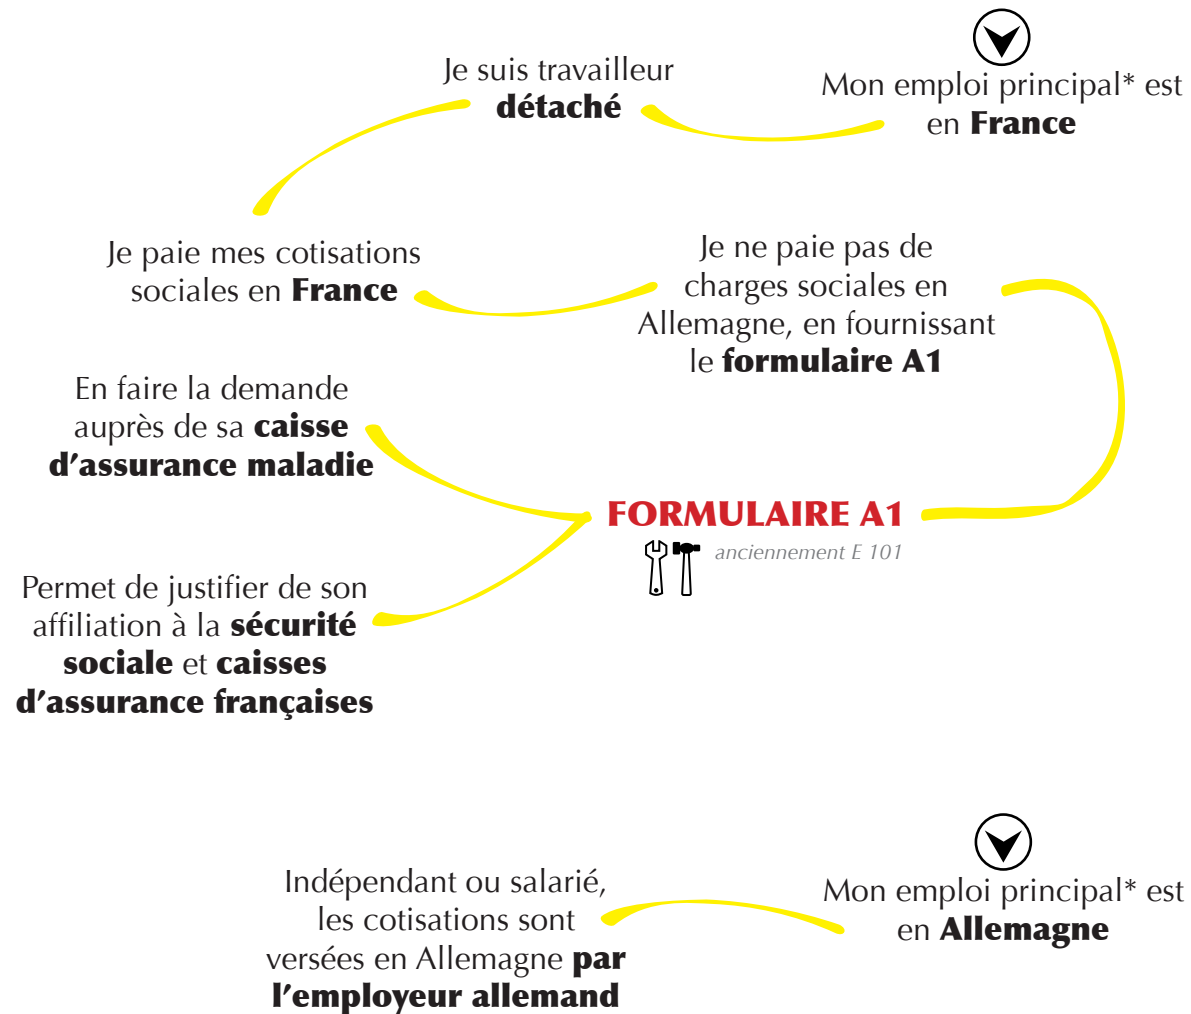 Mon emploi principal* est
en France
Je suis travailleur
détaché
Je paie mes cotisations
sociales en France
Je ne paie pas de
charges sociales en
Allemagne, en fournissant
le formulaire A1
FORMULAIRE A1
anciennement E 101
En faire la demande
auprès de sa caisse
d’assurance maladie
Permet de justifier de son
affiliation à la sécurité
sociale et caisses
d’assurance françaises
Mon emploi principal* est
en Allemagne
Indépendant ou salarié,
les cotisations sont
versées en Allemagne par
l’employeur allemand